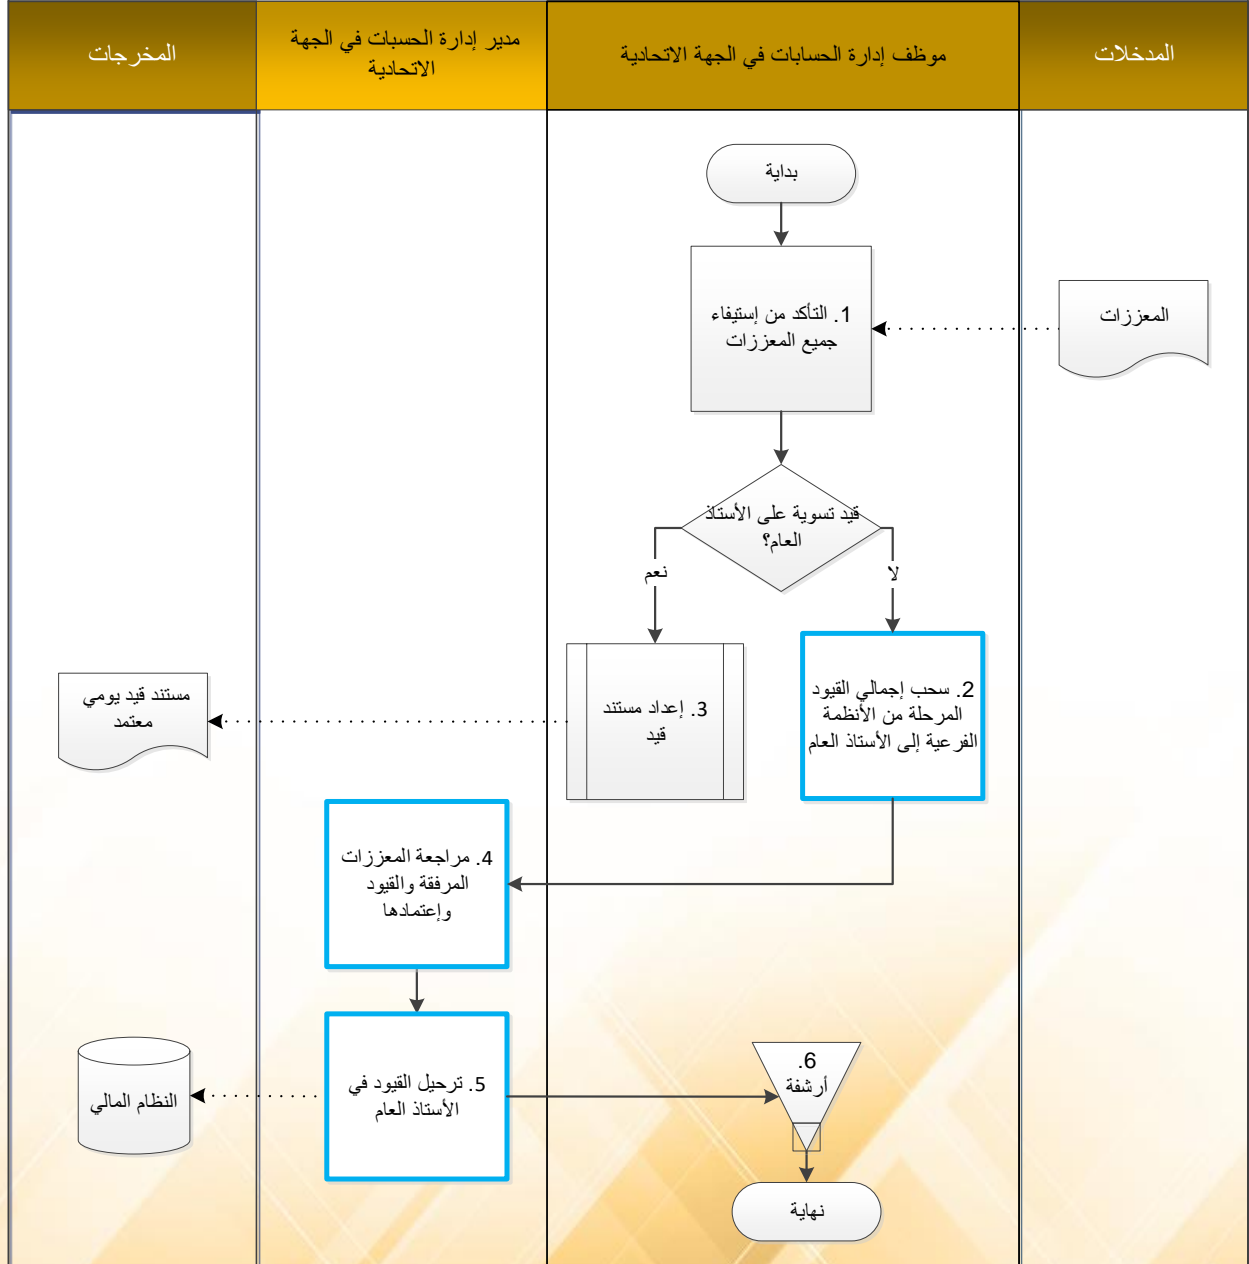 المدخلات
موظف إدارة الحسابات في الجهة الاتحادية
مدير إدارة الحسبات في الجهة
الاتحادية
المخرجات
بداية
1. التأكد من إستيفاء
جميع المعززات
المعززات
قيد تسوية على الأستاذ
العام؟
لا
نعم
2. سحب إجمالي القيود
المرحلة من الأنظمة
الفرعية إلى الأستاذ العام
3. إعداد مستند
قيد
مستند قيد يومي
معتمد
4. مراجعة المعززات
المرفقة والقيود
وإعتمادها
5. ترحيل القيود في
الأستاذ العام
النظام المالي
6.
أرشفة
نهاية